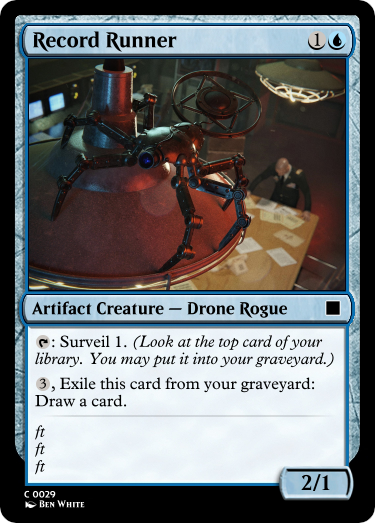 Record Runner 1
Artifact Creature — Drone Rogue
: Surveil 1. (Look at the top card of your
library. You may put it into your graveyard.)
3, Exile this card from your graveyard:
Draw a card.
ft
ft
ft
2/1
C 0029
Ben White